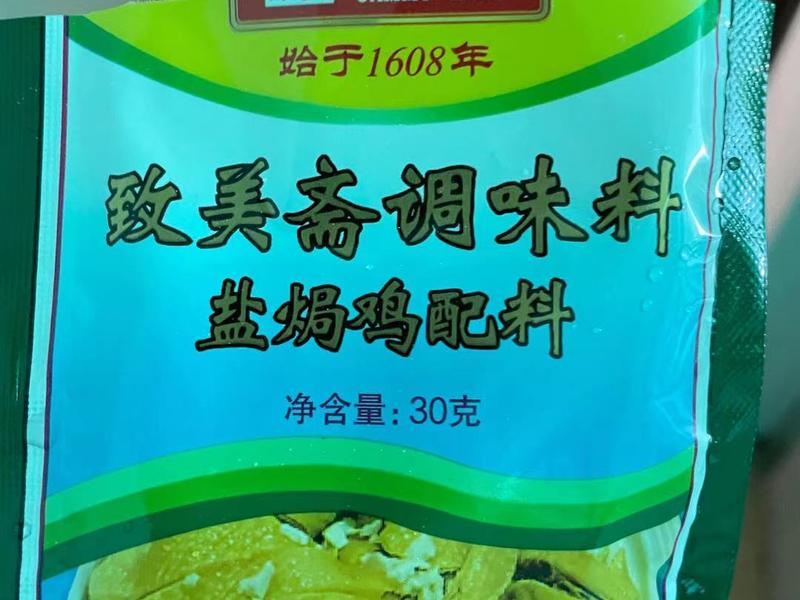 始于1608年
致美斋调味料
盐焗鸡配料
净含量：30克